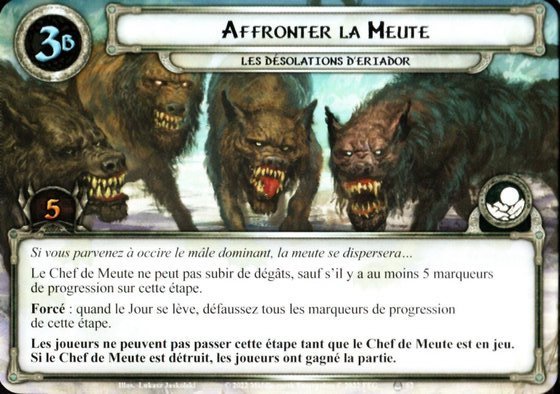 3B
AFFRONTER LA MEUTE
LES DÉSOLATIONS D'ERIADOR
5
Si vous parvenez à occire le mâle dominant, la meute se dispersera…
Le Chef de Meute ne peut pas subir de dégâts, sauf s'il y a au moins 5 marqueurs
de progression sur cette étape.
Forcé : quand le Jour se lève, défaussez tous les marqueurs de progression
de cette étape.
Les joueurs ne peuvent pas passer cette étape tant que le Chef de Meute est en jeu.
Si le Chef de Meute est détruit, les joueurs ont gagné la partie.
Illus. Lukasz Jaskolski